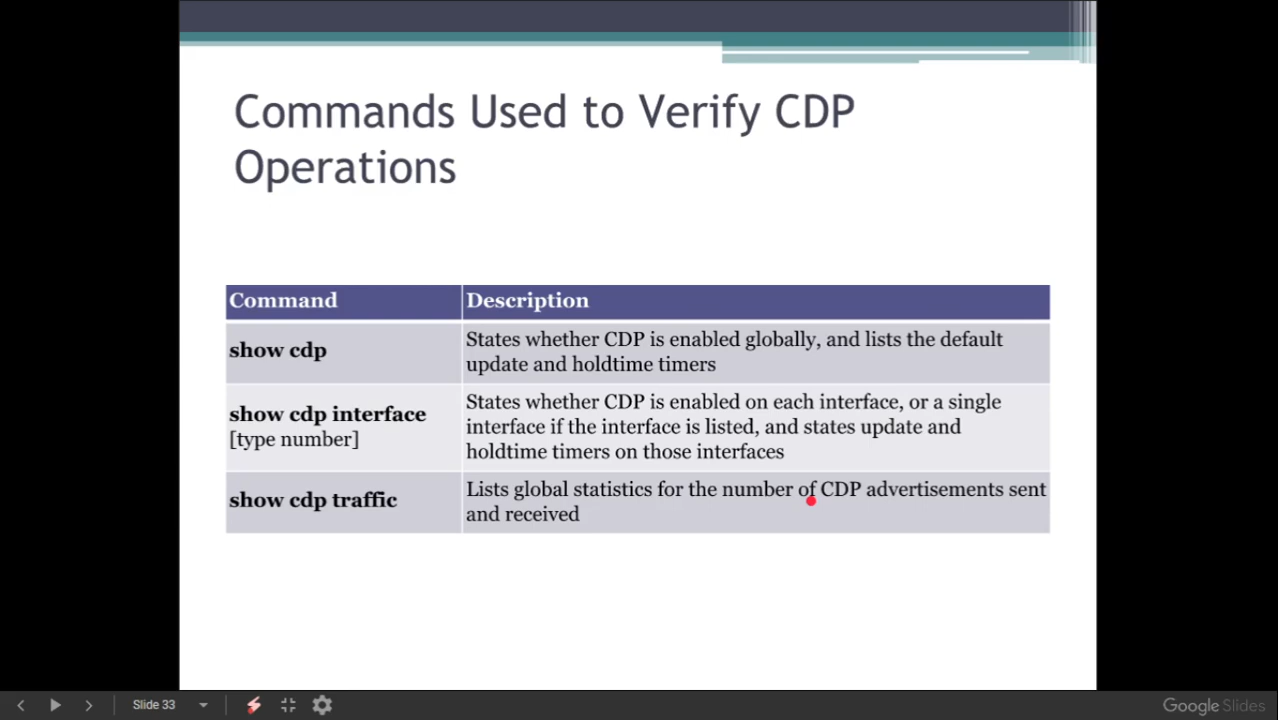 Commands Used to Verify CDP
Operations
Command
Description
show cdp
States whether CDP is enabled globally, and lists the default
update and holdtime timers
show cdp interface
[type number]
States whether CDP is enabled on each interface, or a single
interface if the interface is listed, and states update and
holdtime timers on those interfaces
show cdp traffic
Lists global statistics for the number of CDP advertisements sent
and received
Slide 33
Google Slides